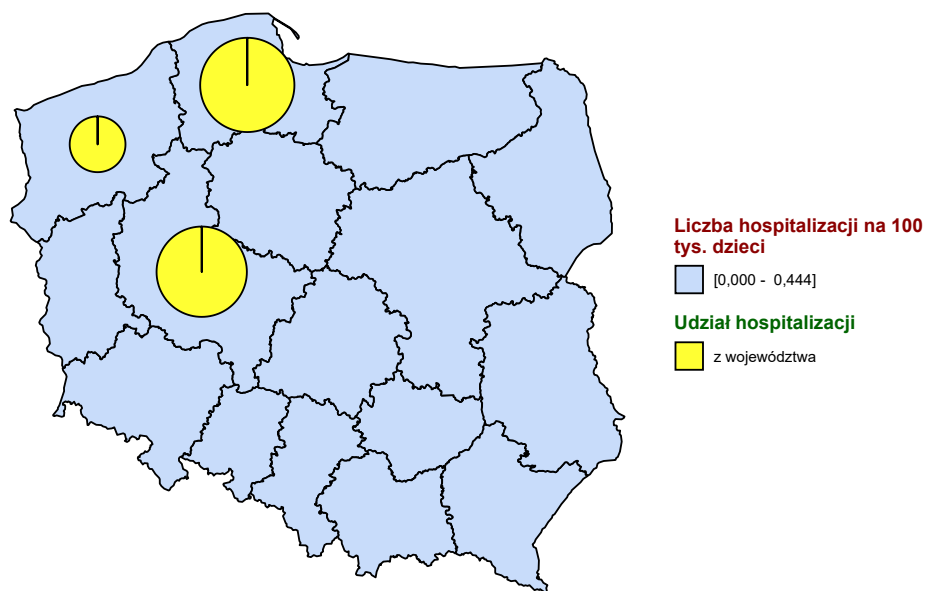 Liczba hospitalizacji na 100
tys. dzieci
[0,000 - 0,444]
Udział hospitalizacji
z województwa